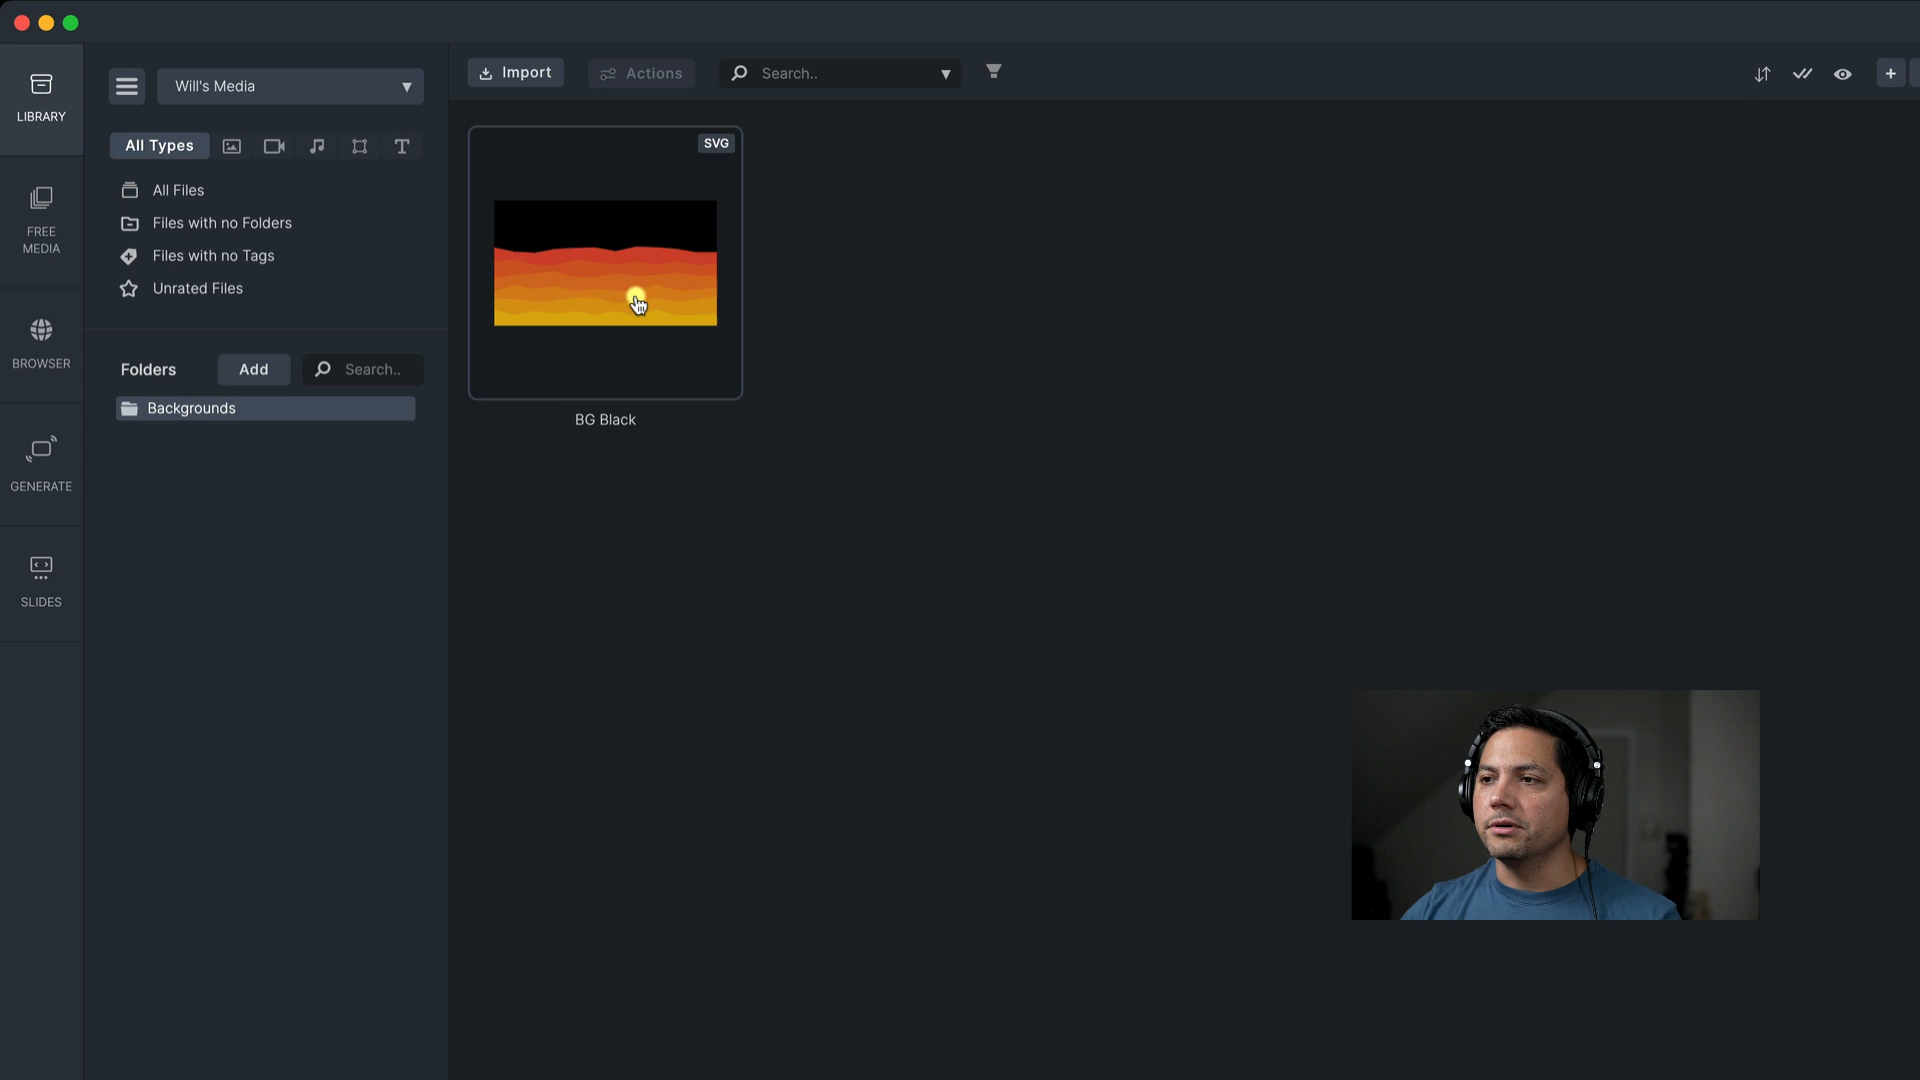 LIBRARY
FREE
MEDIA
BROWSER
GENERATE
SLIDES
Will's Media
All Types
All Files
Files with no Folders
Files with no Tags
Unrated Files
Folders
Add
Search..
Backgrounds
Import
Actions
Search..
SVG
BG Black